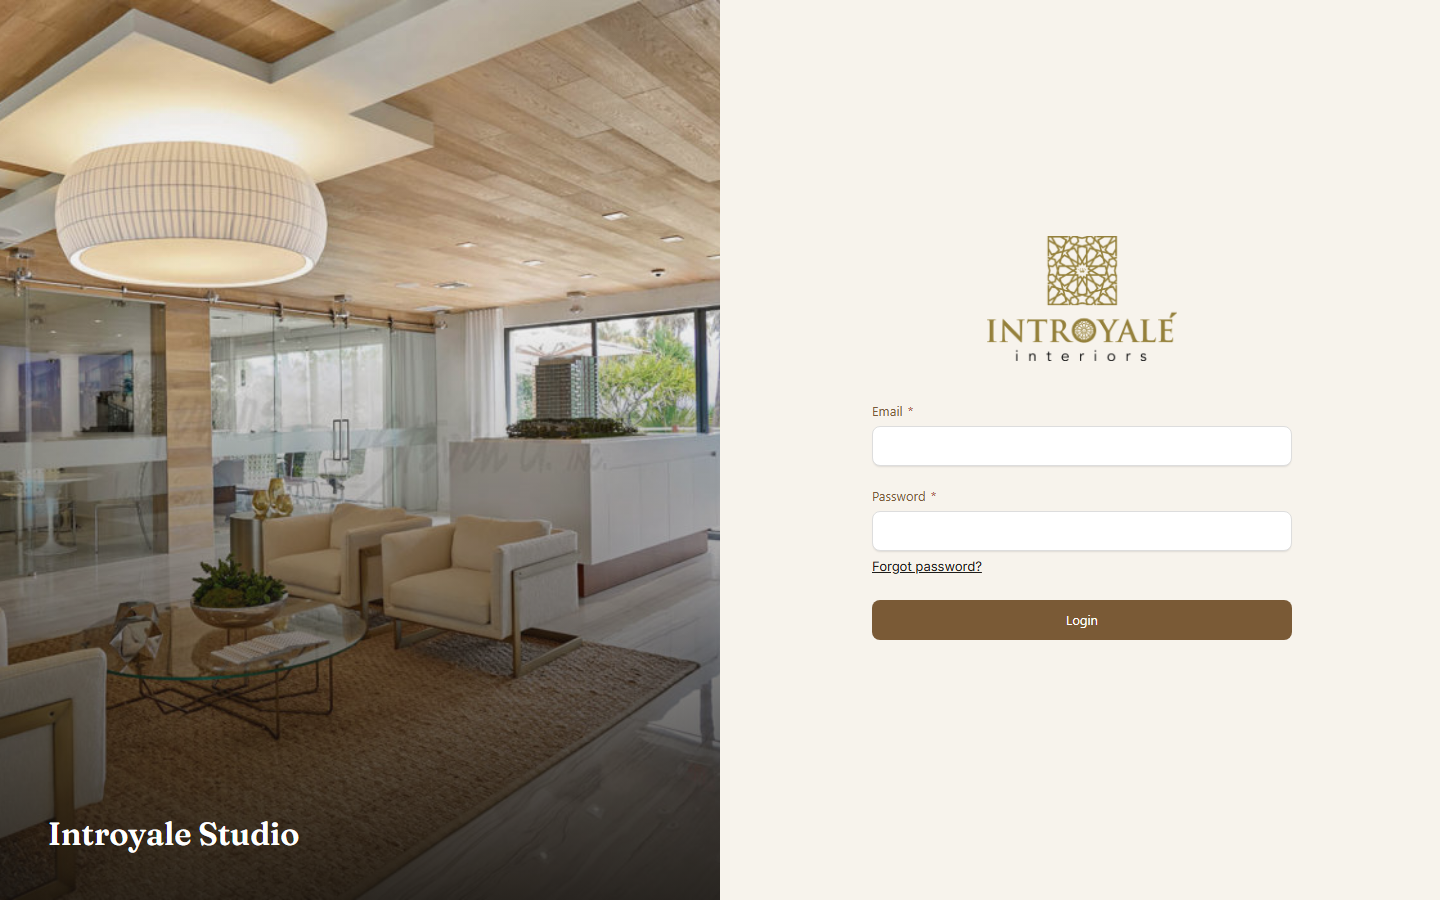 INTROYALÉ
interiors
Email *
Password *
Forgot password?
Login
Introyale Studio